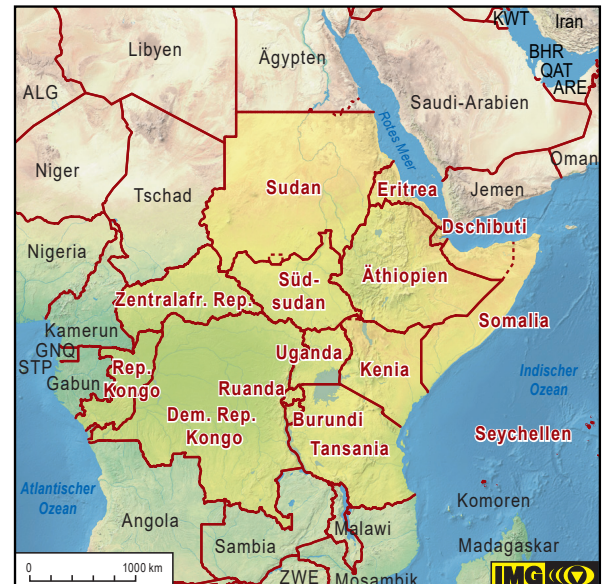 KWT
Iran
Libyen
Ägypten
BHR
QAT
ARE
ALG
Saudi-Arabien
Rotes Meer
Oman
Niger
Tschad
Sudan
Eritrea
Jemen
Dschibuti
Nigeria
Äthiopien
Süd-
sudan
Zentralafr. Rep.
Somalia
Kamerun
GNQ
STP
Gabun
Rep.
Kongo
Uganda
Kenia
Indischer
Ozean
Ruanda
Dem. Rep.
Kongo
Burundi
Tansania
Seychellen
Atlantischer
Ozean
Komoren
Angola
Malawi
Sambia
Madagaskar
0 1000 km
ZWE
Mosambik
IMG